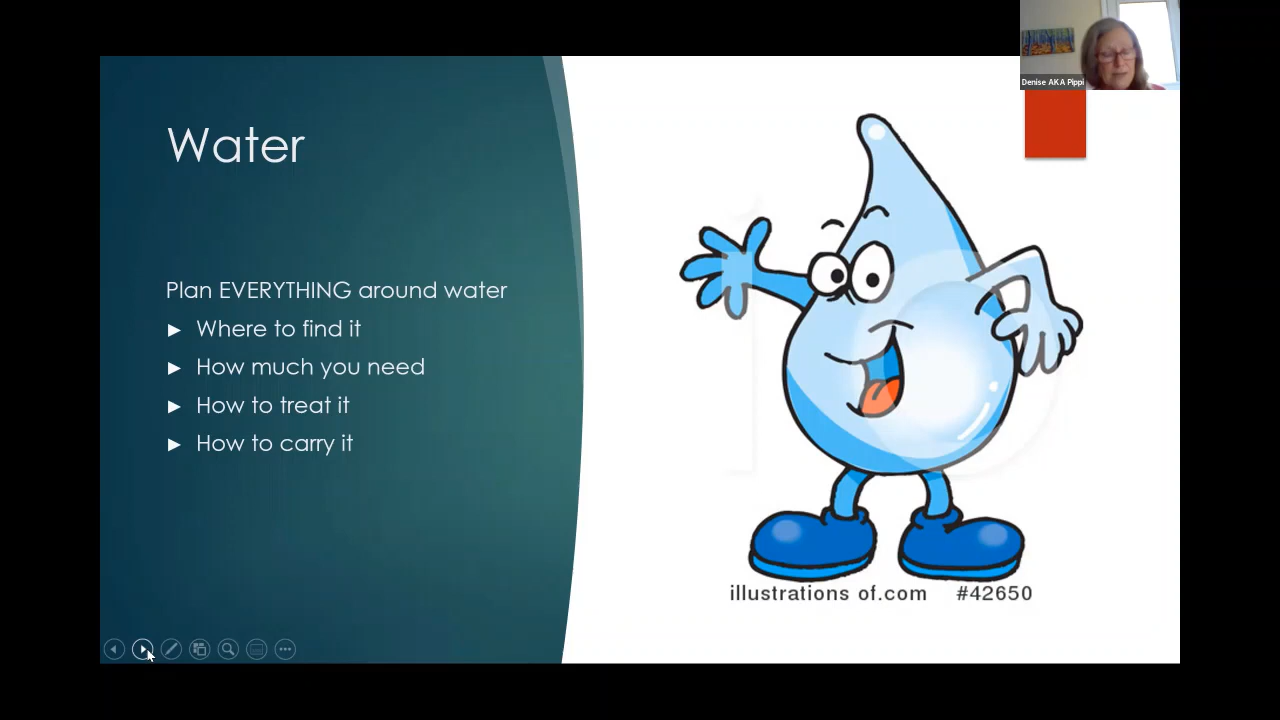 Denise AKA Pippi
Water
Plan EVERYTHING around water
Where to find it
How much you need
How to treat it
How to carry it
illustrations of.com #42650